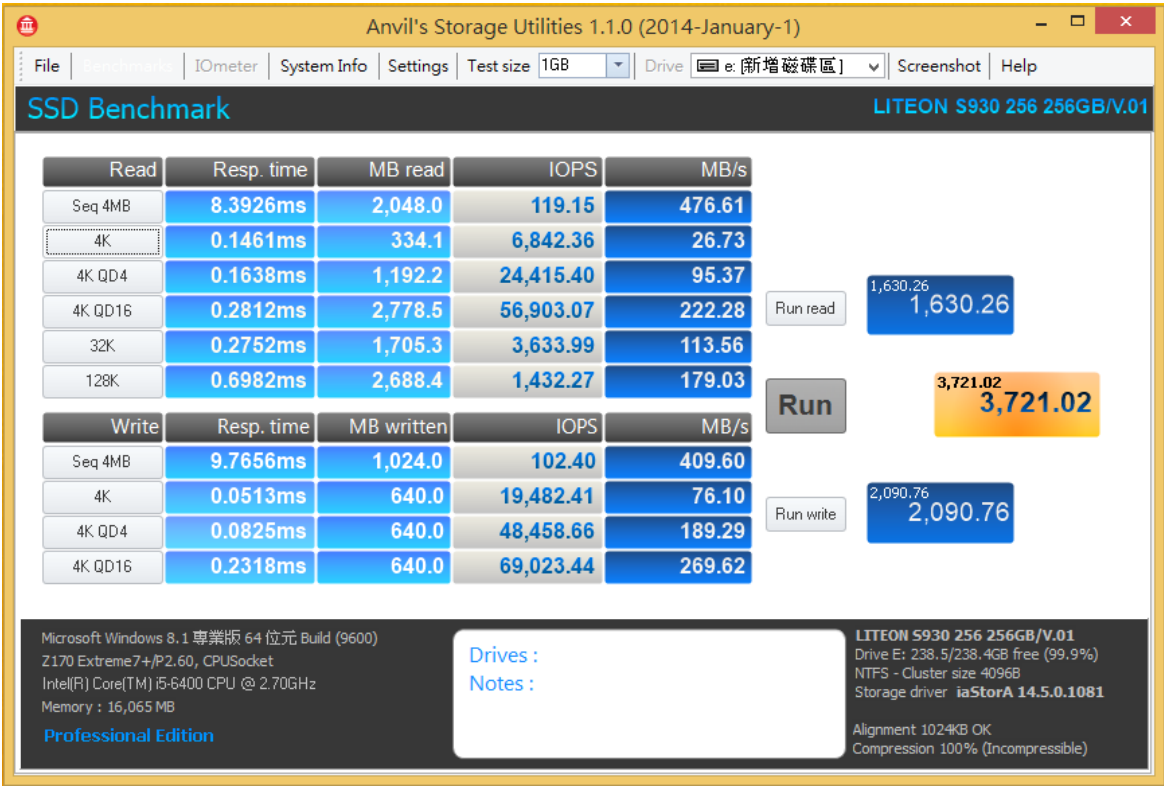 Anvil's Storage Utilities 1.1.0 (2014-January-1)
File Benchmarks IOmeter System Info Settings Test size 1GB Drive e: [新增磁碟區] Screenshot Help
SSD Benchmark LITEON S930 256 256GB/V.01
Read Resp. time MB read IOPS MB/s
Seq 4MB 8.3926ms 2,048.0 119.15 476.61
4K 0.1461ms 334.1 6,842.36 26.73
4K QD4 0.1638ms 1,192.2 24,415.40 95.37
4K QD16 0.2812ms 2,778.5 56,903.07 222.28
32K 0.2752ms 1,705.3 3,633.99 113.56
128K 0.6982ms 2,688.4 1,432.27 179.03
Run read 1,630.26 1,630.26
Run 3,721.02 3,721.02
Write Resp. time MB written IOPS MB/s
Seq 4MB 9.7656ms 1,024.0 102.40 409.60
4K 0.0513ms 640.0 19,482.41 76.10
4K QD4 0.0825ms 640.0 48,458.66 189.29
4K QD16 0.2318ms 640.0 69,023.44 269.62
Run write 2,090.76 2,090.76
Microsoft Windows 8.1 專業版 64 位元 Build (9600)
Z170 Extreme7+/P2.60, CPUSocket
Intel(R) Core(TM) i5-6400 CPU @ 2.70GHz
Memory : 16,065 MB
Professional Edition
Drives :
Notes :
LITEON S930 256 256GB/V.01
Drive E: 238.5/238.4GB free (99.9%)
NTFS - Cluster size 4096B
Storage driver iaStorA 14.5.0.1081
Alignment 1024KB OK
Compression 100% (Incompressible)